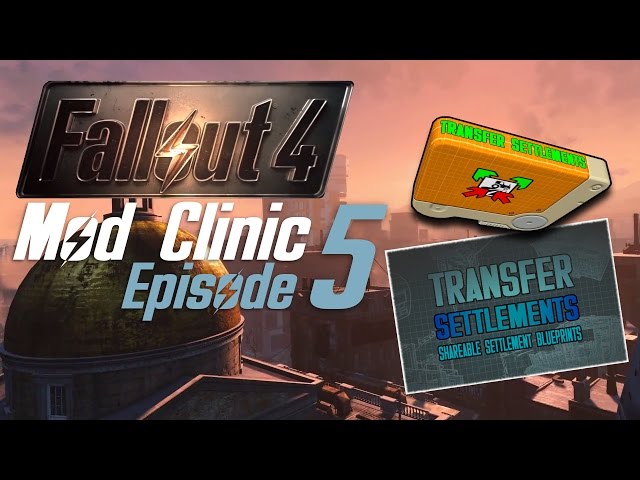 Fallout 4
Mod Clinic
Episode 5
TRANSFER SETTLEMENTS
TRANSFER
SETTLEMENTS
SHAREABLE SETTLEMENT BLUEPRINTS